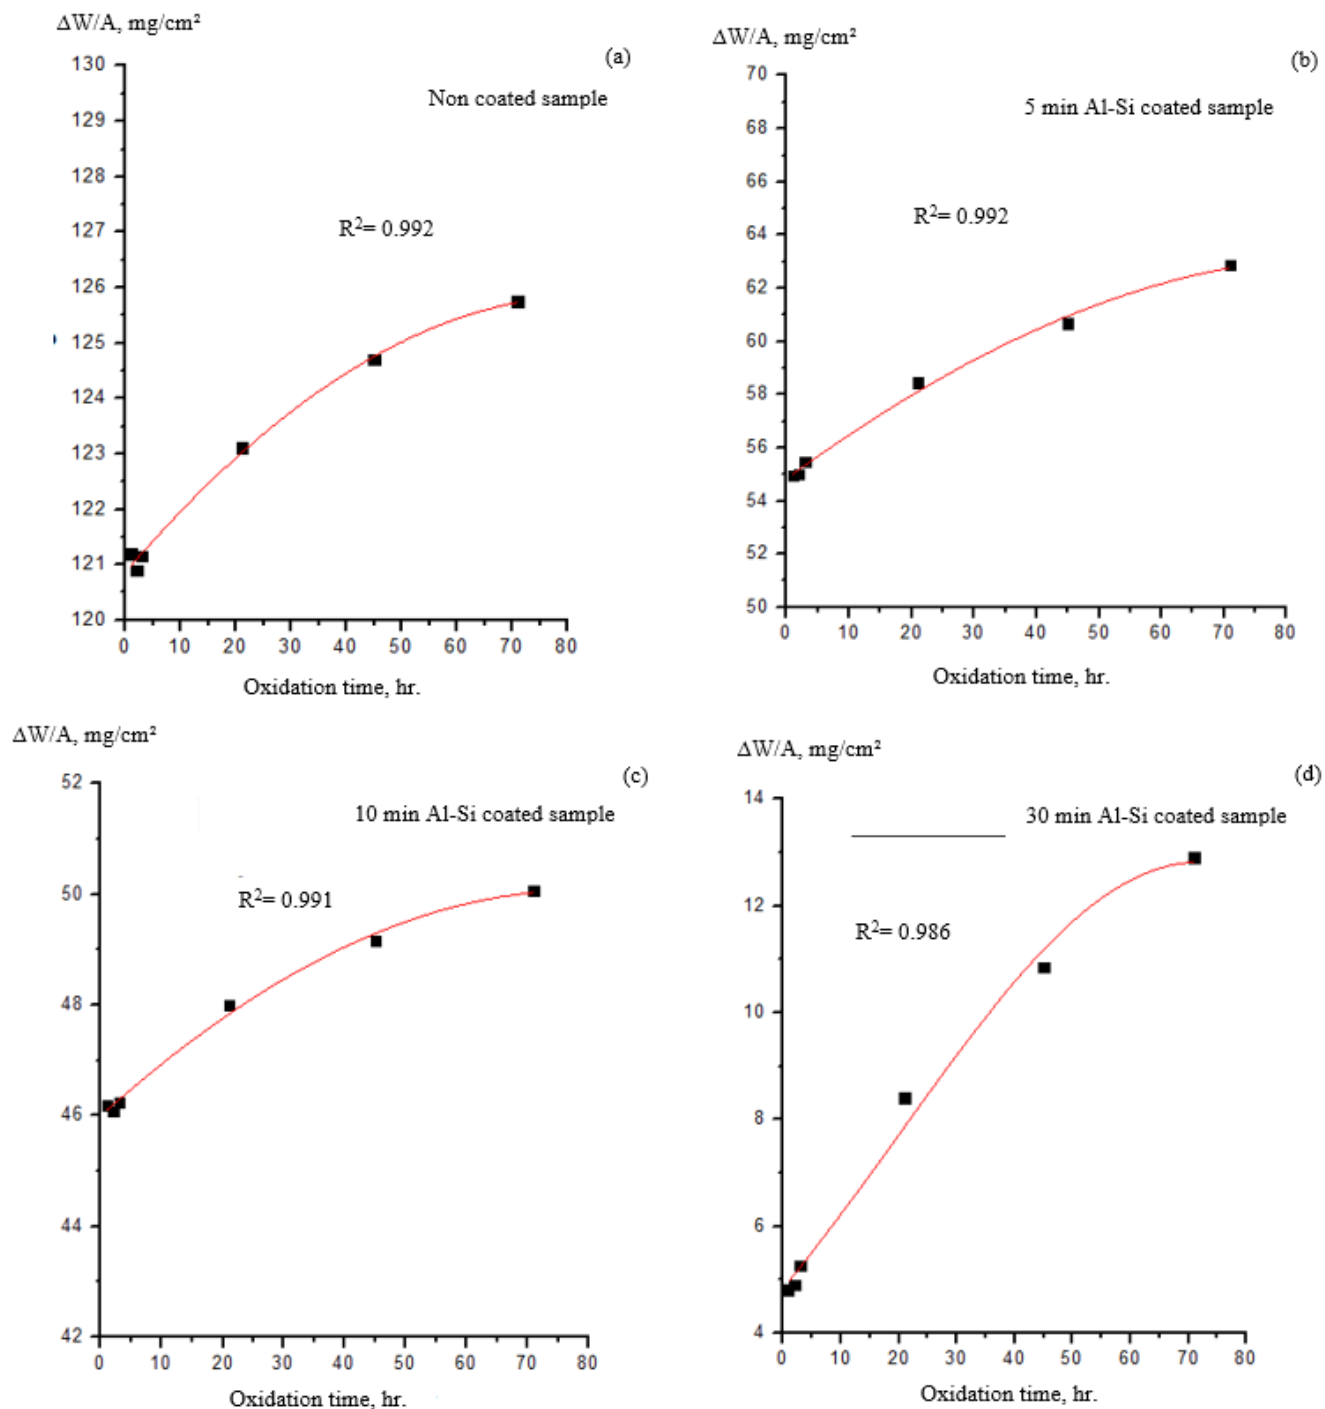 ΔW/A, mg/cm²
(a)
Non coated sample
R²= 0.992
130
129
128
127
126
125
124
123
122
121
120
0 10 20 30 40 50 60 70 80
Oxidation time, hr.
ΔW/A, mg/cm²
(b)
5 min Al-Si coated sample
R²= 0.992
70
68
66
64
62
60
58
56
54
52
50
0 10 20 30 40 50 60 70 80
Oxidation time, hr.
ΔW/A, mg/cm²
(c)
10 min Al-Si coated sample
R²= 0.991
52
50
48
46
44
42
0 10 20 30 40 50 60 70 80
Oxidation time, hr.
ΔW/A, mg/cm²
(d)
30 min Al-Si coated sample
R²= 0.986
14
12
10
8
6
4
0 10 20 30 40 50 60 70 80
Oxidation time, hr.